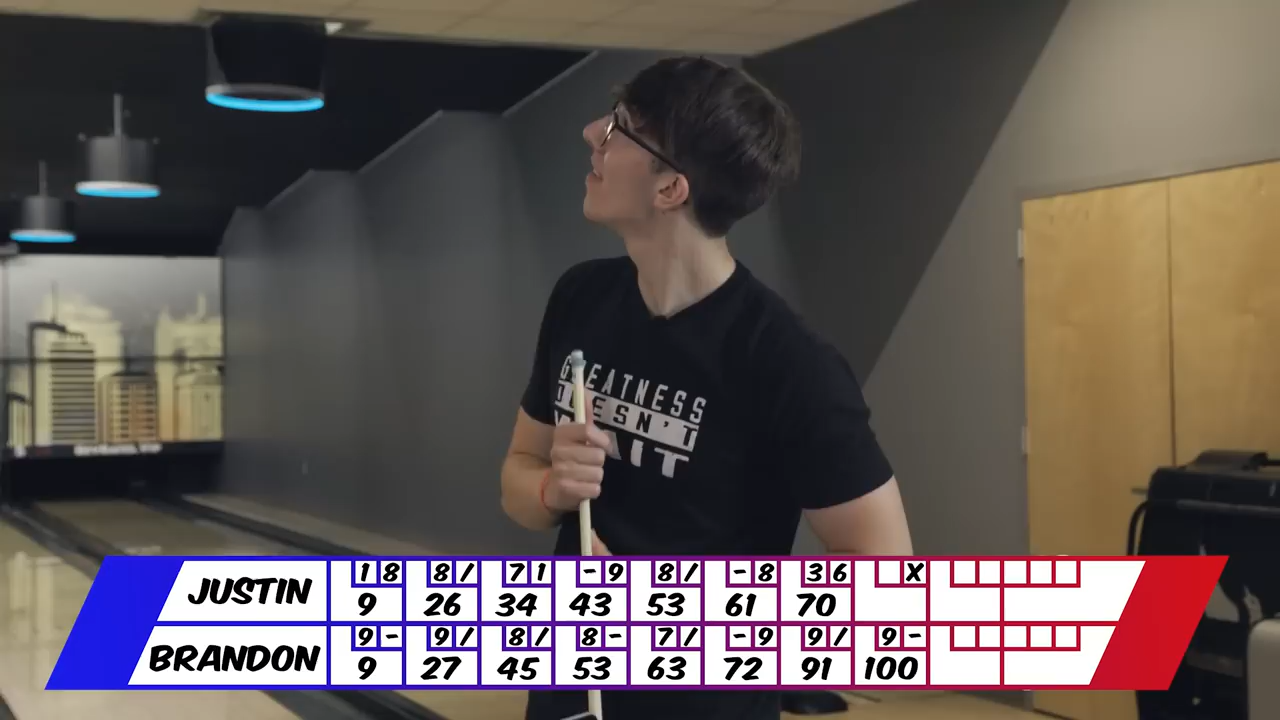 GREATNESS
DOESN'T
WAIT
JUSTIN 1 8 8 / 7 1 - 9 8 / - 8 3 6 X
9 26 34 43 53 61 70
BRANDON 9 - 9 / 8 / 8 - 7 / - 9 9 / 9 -
9 27 45 53 63 72 91 100